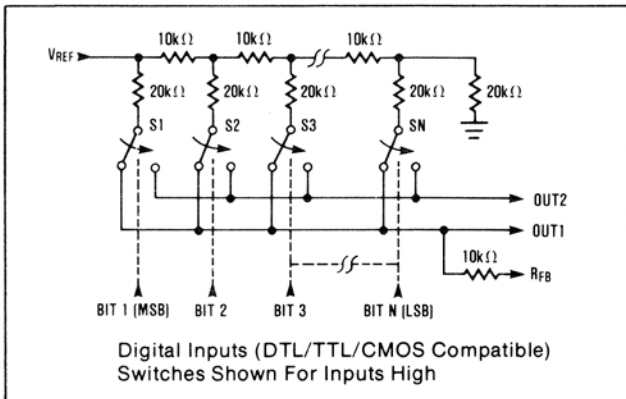 10kΩ 10kΩ 10kΩ
VREF
20kΩ 20kΩ 20kΩ 20kΩ 20kΩ
S1 S2 S3 SN
OUT2
OUT1
10kΩ
RFB
BIT 1 (MSB) BIT 2 BIT 3 BIT N (LSB)
Digital Inputs (DTL/TTL/CMOS Compatible)
Switches Shown For Inputs High